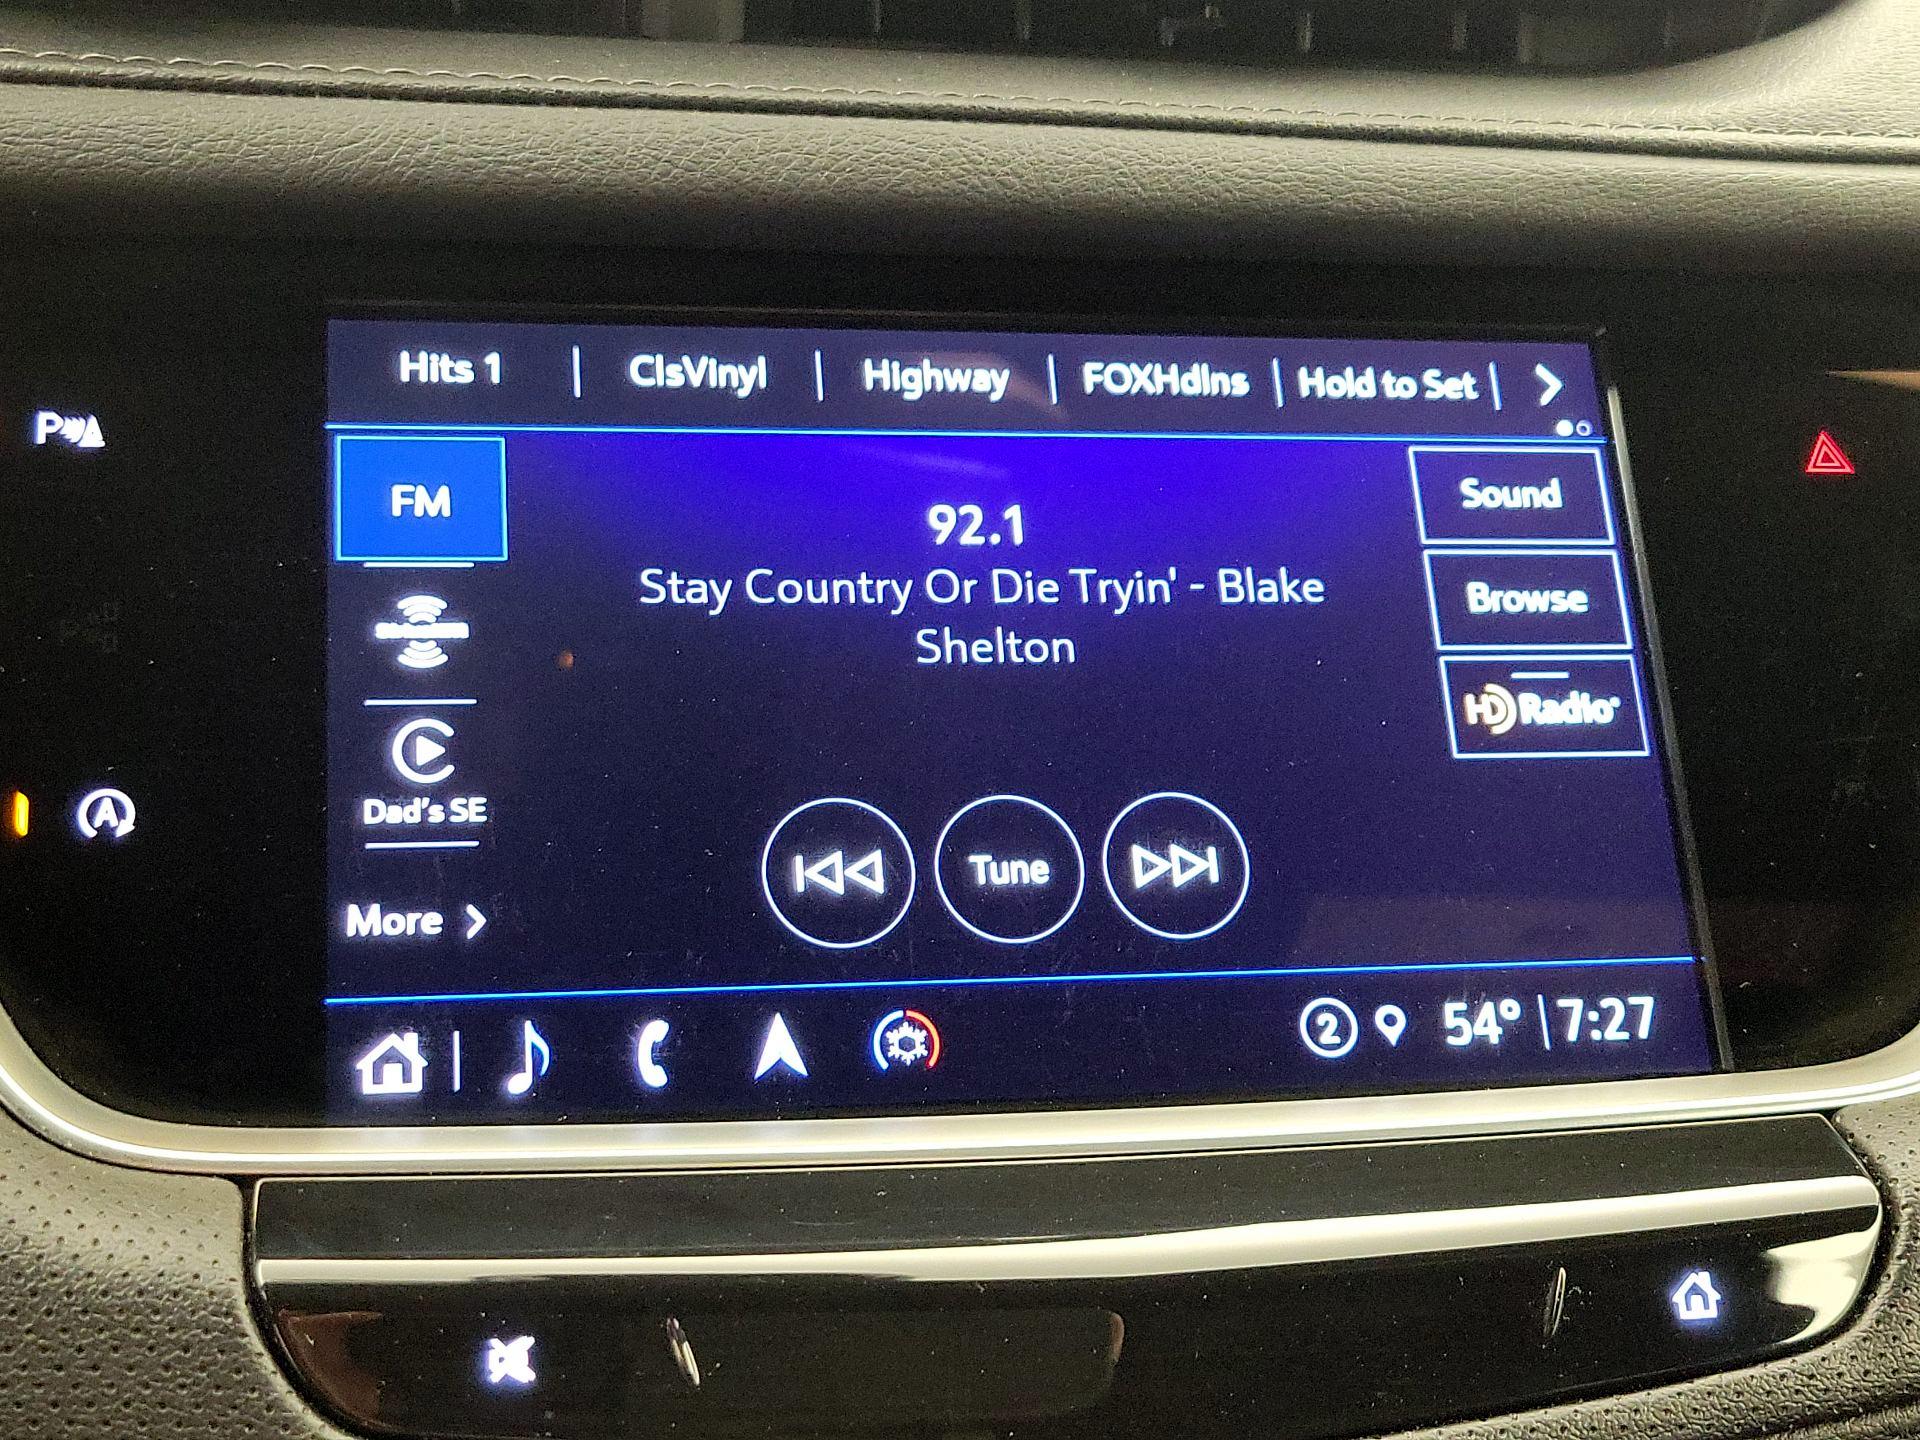 Hits 1 | ClsVinyl | Highway | FOXHdlns | Hold to Set |
FM
92.1
Stay Country Or Die Tryin' - Blake
Shelton
Sound
Browse
HD Radio
Dad's SE
More
Tune
2 54° | 7:27
P
A